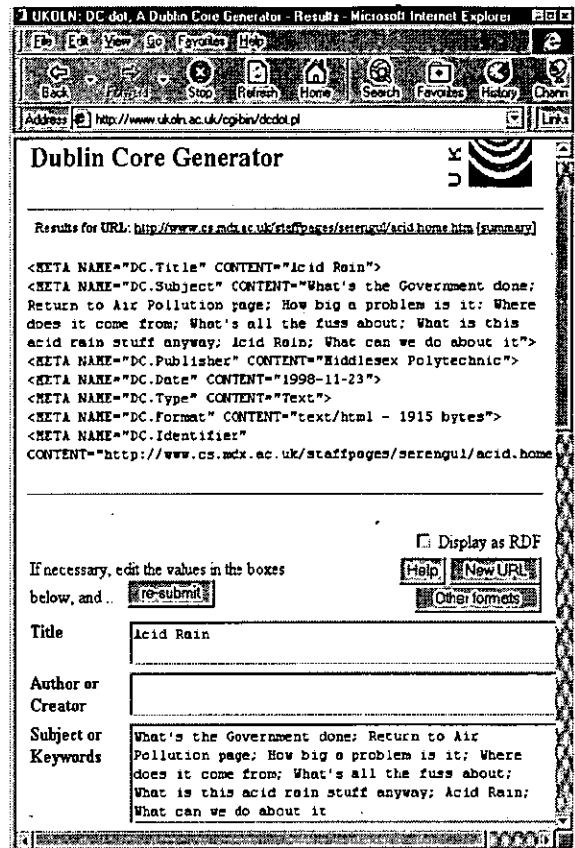 UKOLN: DC-dot, A Dublin Core Generator - Results - Microsoft Internet Explorer
File Edit View Go Favorites Help
Back Forward Stop Refresh Home Search Favorites History Chann
Address http://www.ukoln.ac.uk/cgi-bin/dcdot.pl Links
Dublin Core Generator
UK
Results for URL: http://www.cs.mdx.ac.uk/staffpages/serengul/acid.home.htm [summary]
<META NAME="DC.Title" CONTENT="Acid Rain">
<META NAME="DC.Subject" CONTENT="What's the Government done;
Return to Air Pollution page; How big a problem is it; Where
does it come from; What's all the fuss about; What is this
acid rain stuff anyway; Acid Rain; What can we do about it">
<META NAME="DC.Publisher" CONTENT="Middlesex Polytechnic">
<META NAME="DC.Date" CONTENT="1998-11-23">
<META NAME="DC.Type" CONTENT="Text">
<META NAME="DC.Format" CONTENT="text/html - 1915 bytes">
<META NAME="DC.Identifier"
CONTENT="http://www.cs.mdx.ac.uk/staffpages/serengul/acid.home
Display as RDF
If necessary, edit the values in the boxes
Help New URL
below, and .. re-submit
Other formats
Title
Acid Rain
Author or
Creator
Subject or
Keywords
What's the Government done; Return to Air
Pollution page; How big a problem is it; Where
does it come from; What's all the fuss about;
What is this acid rain stuff anyway; Acid Rain;
What can we do about it